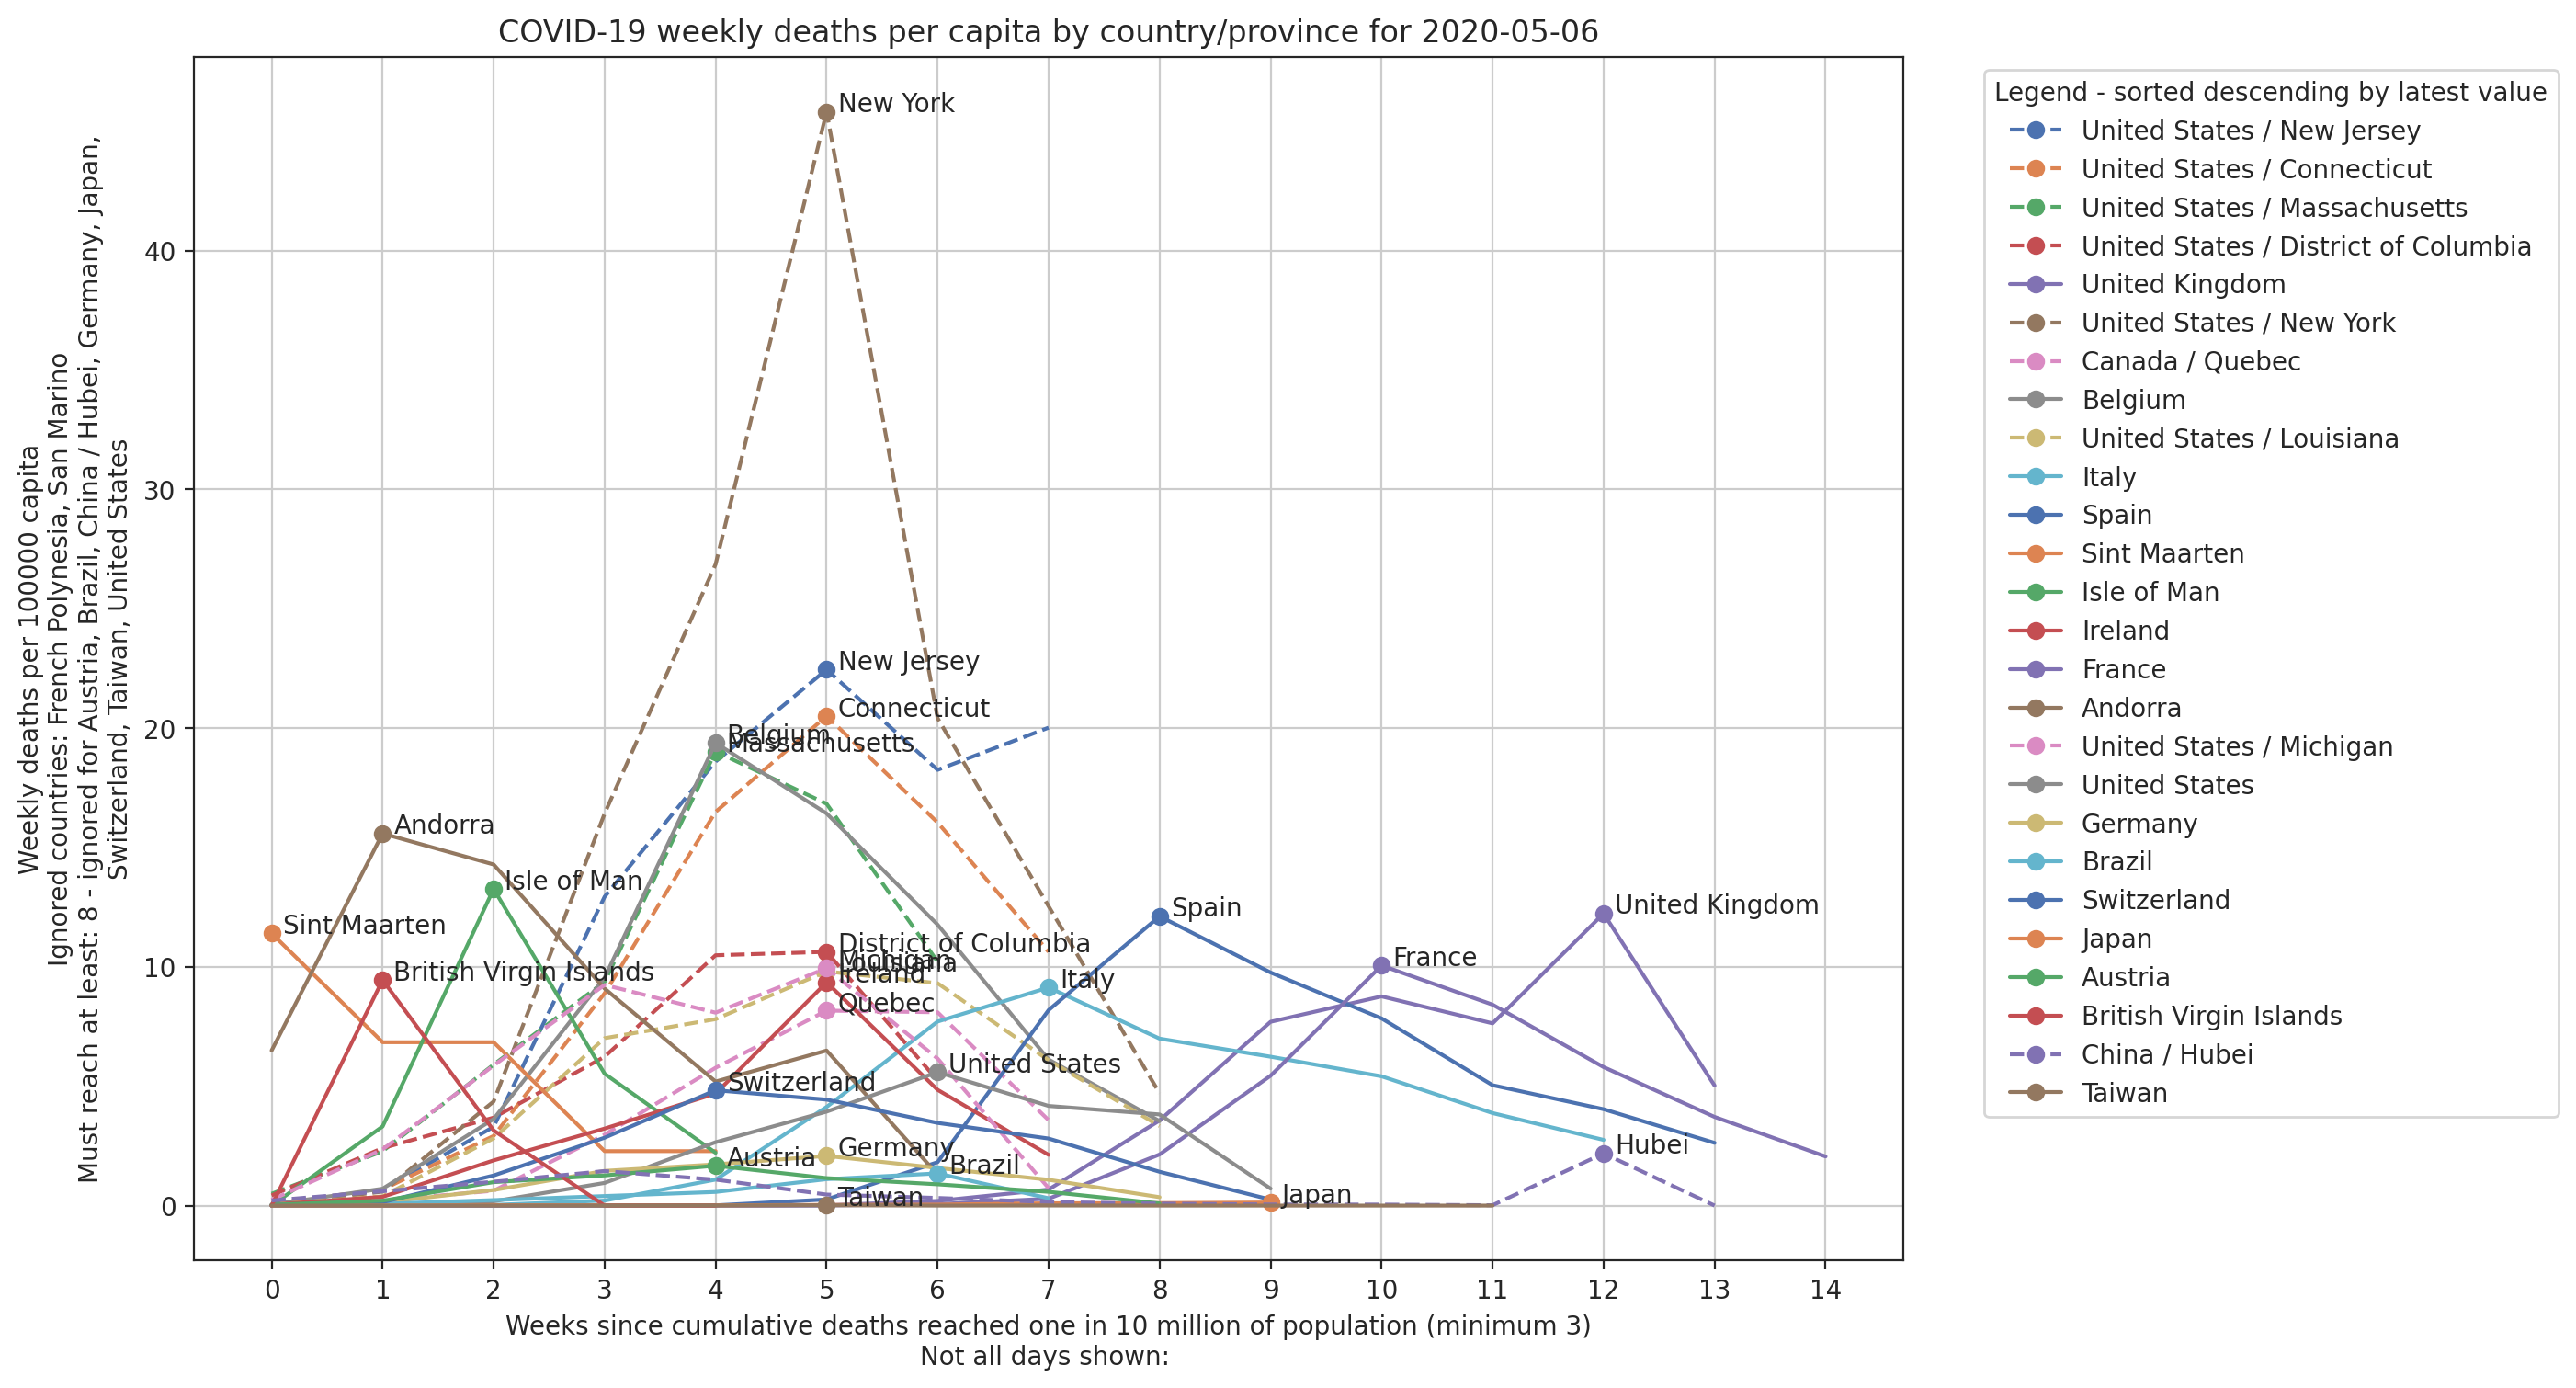 COVID-19 weekly deaths per capita by country/province for 2020-05-06
Weekly deaths per 100000 capita
Ignored countries: French Polynesia, San Marino
Must reach at least: 8 - ignored for Austria, Brazil, China / Hubei, Germany, Japan,
Switzerland, Taiwan, United States
40
30
20
10
0
New York
New Jersey
Connecticut
Belgium
Massachusetts
Andorra
Isle of Man
Sint Maarten
British Virgin Islands
District of Columbia
Michigan
Louisiana
Ireland
Quebec
Italy
Spain
France
United Kingdom
United States
Switzerland
Germany
Austria
Brazil
Taiwan
Japan
Hubei
0 1 2 3 4 5 6 7 8 9 10 11 12 13 14
Weeks since cumulative deaths reached one in 10 million of population (minimum 3)
Not all days shown:
Legend - sorted descending by latest value
United States / New Jersey
United States / Connecticut
United States / Massachusetts
United States / District of Columbia
United Kingdom
United States / New York
Canada / Quebec
Belgium
United States / Louisiana
Italy
Spain
Sint Maarten
Isle of Man
Ireland
France
Andorra
United States / Michigan
United States
Germany
Brazil
Switzerland
Japan
Austria
British Virgin Islands
China / Hubei
Taiwan